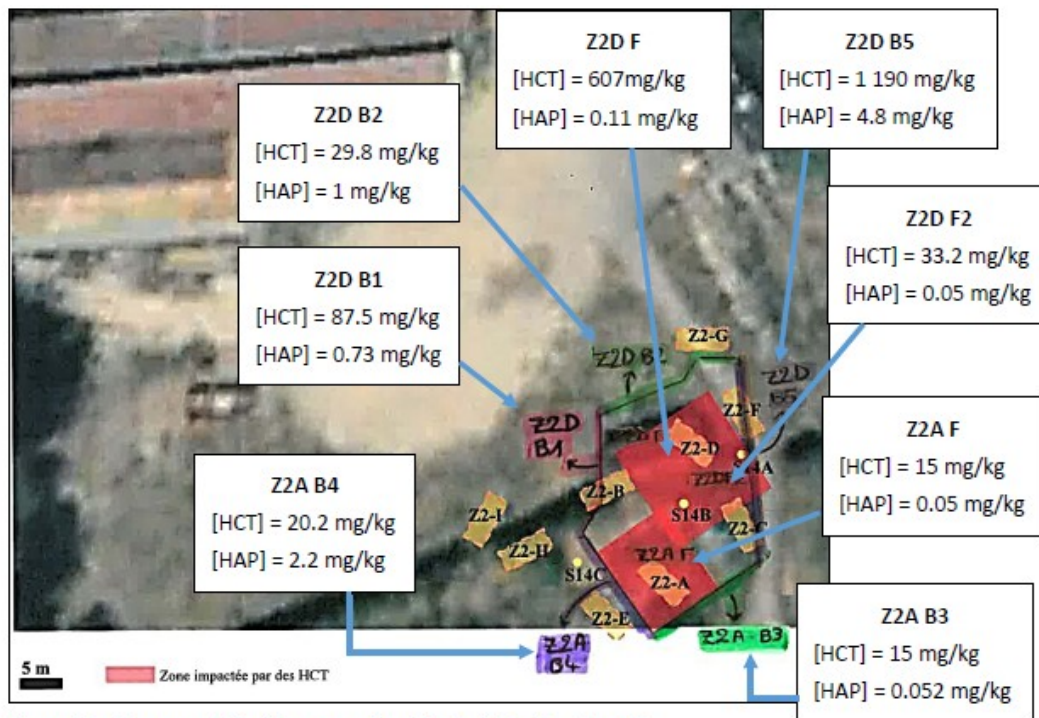 Z2D F
[HCT] = 607mg/kg
[HAP] = 0.11 mg/kg
Z2D B5
[HCT] = 1 190 mg/kg
[HAP] = 4.8 mg/kg
Z2D B2
[HCT] = 29.8 mg/kg
[HAP] = 1 mg/kg
Z2D F2
[HCT] = 33.2 mg/kg
[HAP] = 0.05 mg/kg
Z2D B1
[HCT] = 87.5 mg/kg
[HAP] = 0.73 mg/kg
Z2A F
[HCT] = 15 mg/kg
[HAP] = 0.05 mg/kg
Z2A B4
[HCT] = 20.2 mg/kg
[HAP] = 2.2 mg/kg
Z2A B3
[HCT] = 15 mg/kg
[HAP] = 0.052 mg/kg
Z2-G
Z2D B2
Z2D
B5
Z2-F
Z2D
B1
Z2D F
Z2-D
S14A
Z2DF2
Z2-B
S14B
Z2-C
Z2-I
Z2-H
Z2A F
S14C
Z2-A
Z2-E
Z2A
B4
Z2A-B3
5 m
Zone impactée par des HCT